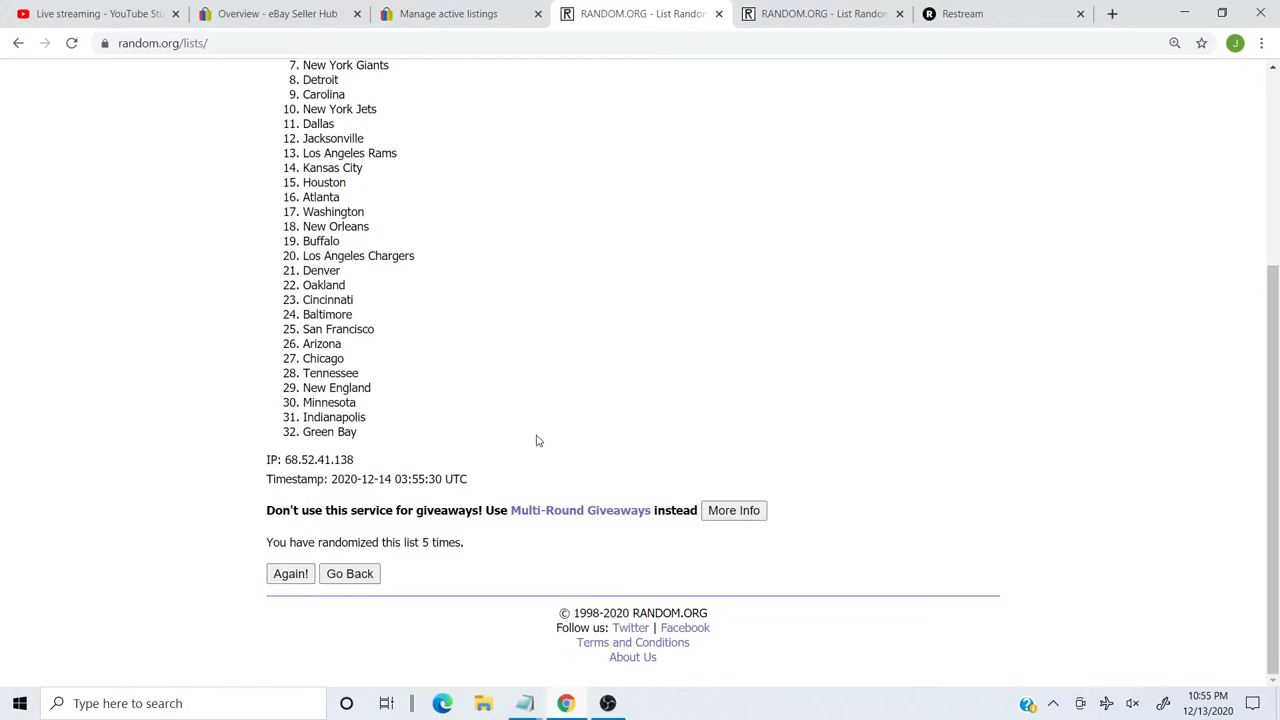 Live streaming - YouTube Stu
Overview - eBay Seller Hub
Manage active listings
RANDOM.ORG - List Random
RANDOM.ORG - List Random
Restream
random.org/lists/
J
7. New York Giants
8. Detroit
9. Carolina
10. New York Jets
11. Dallas
12. Jacksonville
13. Los Angeles Rams
14. Kansas City
15. Houston
16. Atlanta
17. Washington
18. New Orleans
19. Buffalo
20. Los Angeles Chargers
21. Denver
22. Oakland
23. Cincinnati
24. Baltimore
25. San Francisco
26. Arizona
27. Chicago
28. Tennessee
29. New England
30. Minnesota
31. Indianapolis
32. Green Bay
IP: 68.52.41.138
Timestamp: 2020-12-14 03:55:30 UTC
Don't use this service for giveaways! Use Multi-Round Giveaways instead More Info
You have randomized this list 5 times.
Again! Go Back
© 1998-2020 RANDOM.ORG
Follow us: Twitter | Facebook
Terms and Conditions
About Us
Type here to search
10:55 PM
12/13/2020